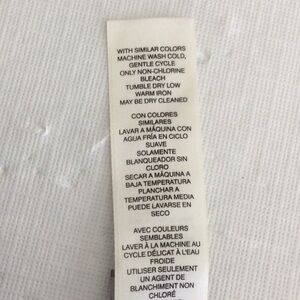 WITH SIMILAR COLORS
MACHINE WASH COLD,
GENTLE CYCLE
ONLY NON-CHLORINE
BLEACH
TUMBLE DRY LOW
WARM IRON
MAY BE DRY CLEANED
CON COLORES
SIMILARES
LAVAR A MÁQUINA CON
AGUA FRÍA EN CICLO
SUAVE
SOLAMENTE
BLANQUEADOR SIN
CLORO
SECAR A MÁQUINA A
BAJA TEMPERATURA
PLANCHAR A
TEMPERATURA MEDIA
PUEDE LAVARSE EN
SECO
AVEC COULEURS
SEMBLABLES
LAVER À LA MACHINE AU
CYCLE DÉLICAT À L'EAU
FROIDE
UTILISER SEULEMENT
UN AGENT DE
BLANCHIMENT NON
CHLORÉ